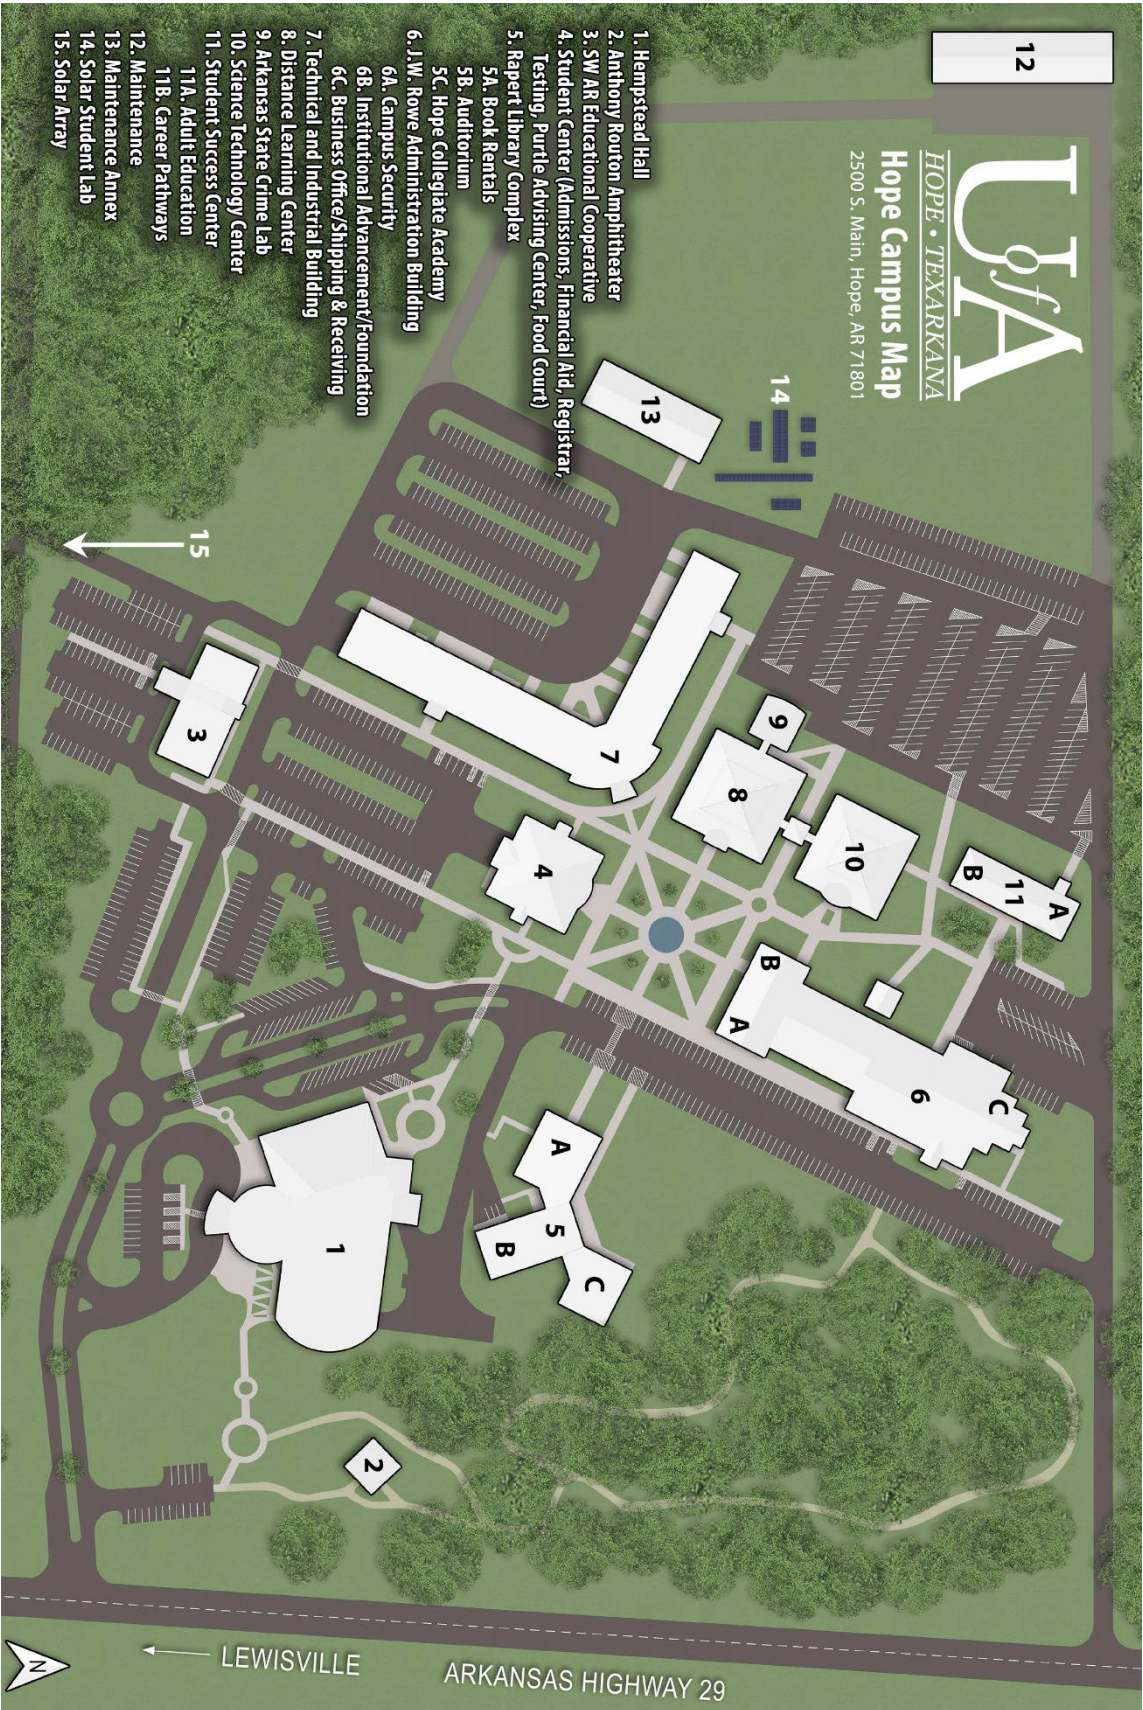 U of A
HOPE • TEXARKANA
Hope Campus Map
2500 S. Main, Hope, AR 71801
1. Hempstead Hall
2. Anthony Routon Amphitheater
3. SW AR Educational Cooperative
4. Student Center (Admissions, Financial Aid, Registrar,
Testing, Purtle Advising Center, Food Court)
5. Rapert Library Complex
5A. Book Rentals
5B. Auditorium
5C. Hope Collegiate Academy
6. J.W. Rowe Administration Building
6A. Campus Security
6B. Institutional Advancement/Foundation
6C. Business Office/Shipping & Receiving
7. Technical and Industrial Building
8. Distance Learning Center
9. Arkansas State Crime Lab
10. Science Technology Center
11. Student Success Center
11A. Adult Education
11B. Career Pathways
12. Maintenance
13. Maintenance Annex
14. Solar Student Lab
15. Solar Array
12
14
13
15
9
8
10
11
A
B
7
3
4
B
A
6
C
A
5
B
C
1
2
LEWISVILLE
ARKANSAS HIGHWAY 29
N